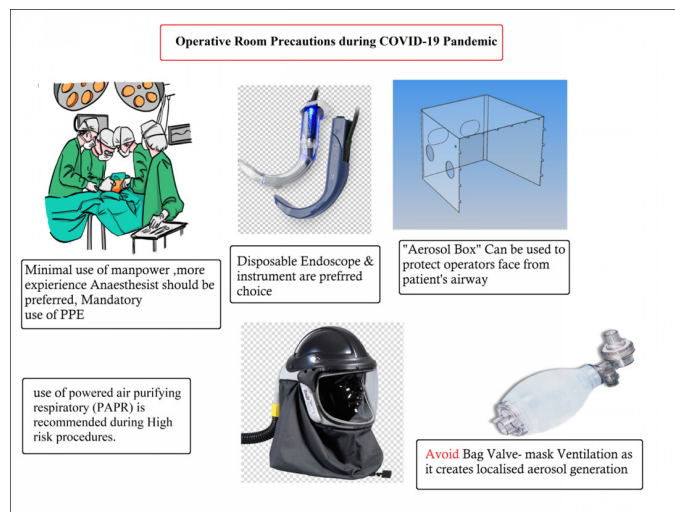 Operative Room Precautions during COVID-19 Pandemic
Minimal use of manpower ,more
expierience Anaesthesist should be
preferred, Mandatory
use of PPE
Disposable Endoscope &
instrument are prefrred
choice
"Aerosol Box" Can be used to
protect operators face from
patient's airway
use of powered air purifying
respiratory (PAPR) is
recommended during High
risk procedures.
Avoid Bag Valve- mask Ventilation as
it creates localised aerosol generation